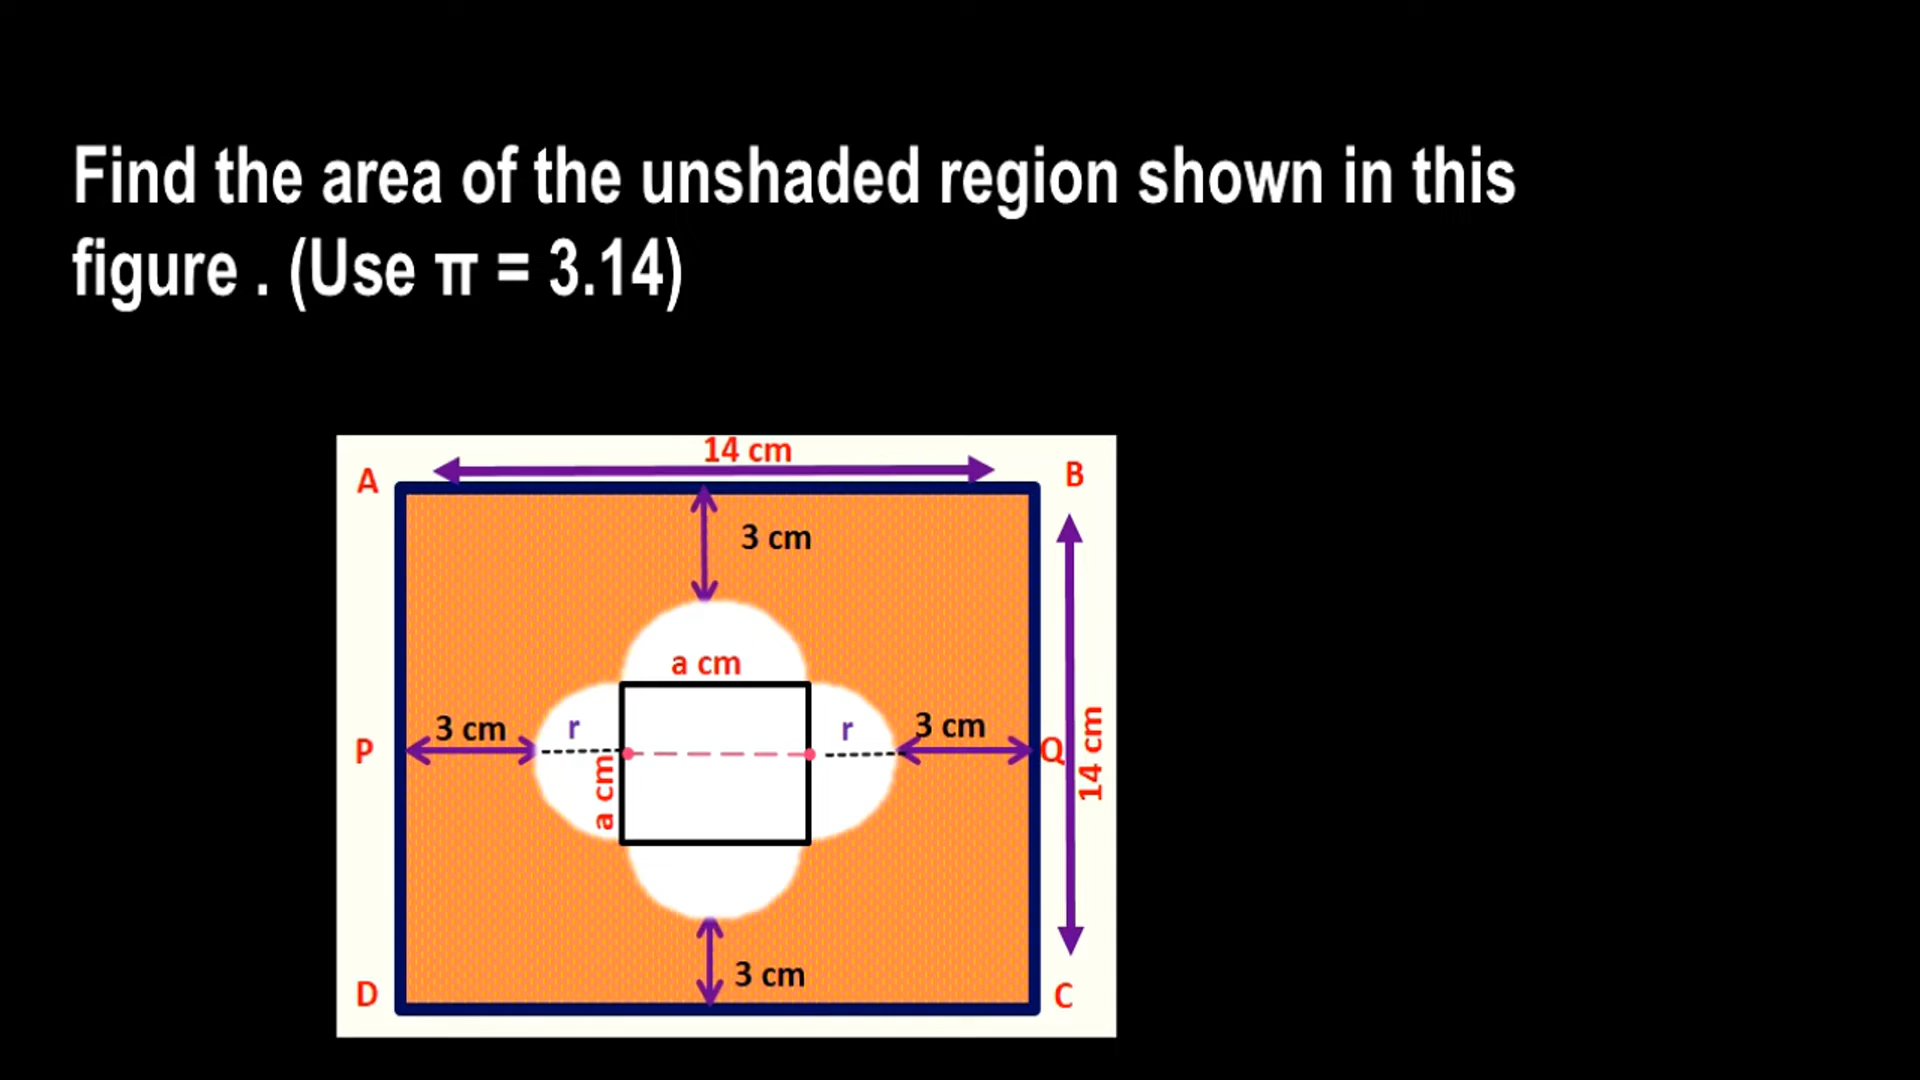 Find the area of the unshaded region shown in this
figure . (Use π = 3.14)
14 cm
A
B
3 cm
a cm
3 cm
r
r
3 cm
P
Q
a cm
14 cm
3 cm
D
C